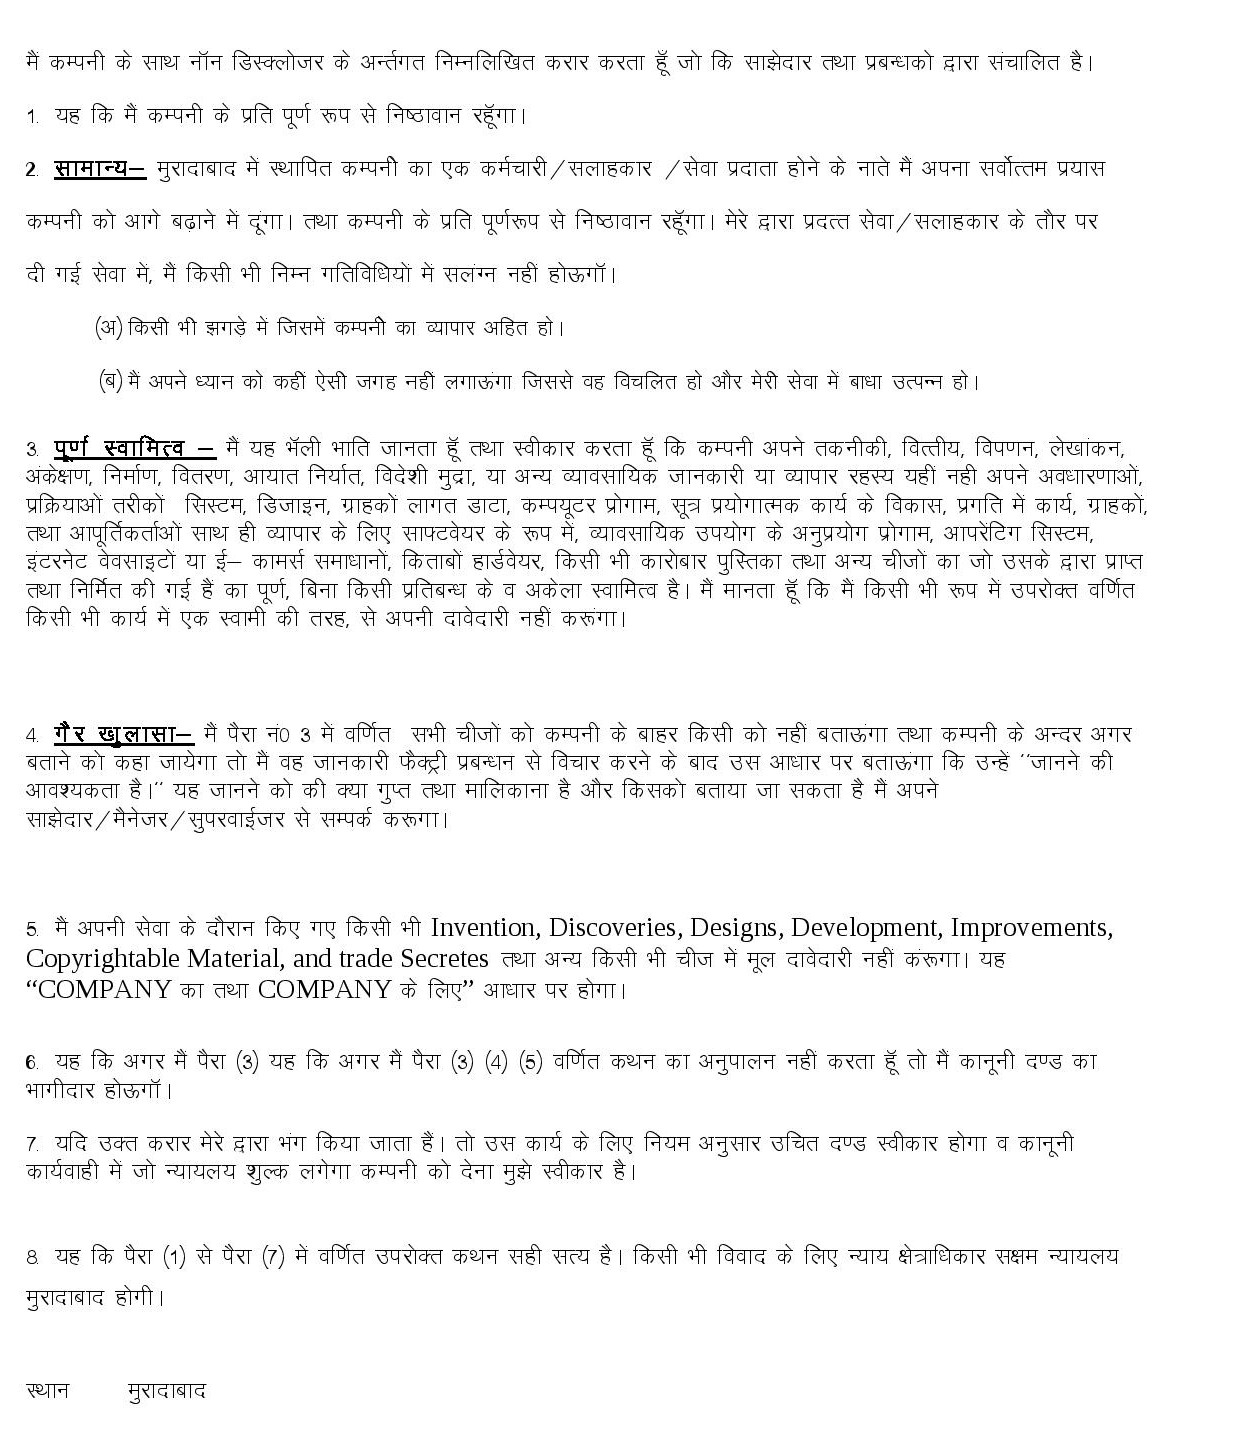 मैं कम्पनी के साथ नॉन डिस्क्लोजर के अर्न्तगत निम्नलिखित करार करता हूँ जो कि साझेदार तथा प्रबन्धको द्वारा संचालित है।
1. यह कि मैं कम्पनी के प्रति पूर्ण रूप से निष्ठावान रहूॅगा।
2. सामान्य– मुरादाबाद में स्थापित कम्पनी का एक कर्मचारी/सलाहकार /सेवा प्रदाता होने के नाते मैं अपना सर्वोत्तम प्रयास
कम्पनी को आगे बढ़ाने में दूंगा। तथा कम्पनी के प्रति पूर्णरूप से निष्ठावान रहूॅगा। मेरे द्वारा प्रदत्त सेवा/सलाहकार के तौर पर
दी गई सेवा में, मैं किसी भी निम्न गतिविधियों में सलंग्न नहीं होऊगॉ।
(अ) किसी भी झगड़े में जिसमें कम्पनी का व्यापार अहित हो।
(ब) मैं अपने ध्यान को कहीं ऐसी जगह नहीं लगाऊंगा जिससे वह विचलित हो और मेरी सेवा में बाधा उत्पन्न हो।
3. पूर्ण स्वामित्व – मैं यह भॅली भाति जानता हूॅ तथा स्वीकार करता हूॅ कि कम्पनी अपने तकनीकी, वित्तीय, विपणन, लेखांकन,
अंकेक्षण, निर्माण, वितरण, आयात निर्यात, विदेशी मुद्रा, या अन्य व्यावसायिक जानकारी या व्यापार रहस्य यहीं नही अपने अवधारणाओं,
प्रक्रियाओं तरीकों सिस्टम, डिजाइन, ग्राहकों लागत डाटा, कम्पयूटर प्रोगाम, सूत्र प्रयोगात्मक कार्य के विकास, प्रगति में कार्य, ग्राहकों,
तथा आपूर्तिकर्ताओं साथ ही व्यापार के लिए साफ्टवेयर के रूप में, व्यावसायिक उपयोग के अनुप्रयोग प्रोगाम, आपरेंटिग सिस्टम,
इंटरनेट वेवसाइटों या ई– कामर्स समाधानों, किताबों हार्डवेयर, किसी भी कारोबार पुस्तिका तथा अन्य चीजों का जो उसके द्वारा प्राप्त
तथा निर्मित की गई हैं का पूर्ण, बिना किसी प्रतिबन्ध के व अकेला स्वामित्व है। मैं मानता हूॅ कि मैं किसी भी रूप में उपरोक्त वर्णित
किसी भी कार्य में एक स्वामी की तरह, से अपनी दावेदारी नहीं करूंगा।
4. गैर खुलासा– मैं पैरा नं0 3 में वर्णित सभी चीजों को कम्पनी के बाहर किसी को नहीं बताऊंगा तथा कम्पनी के अन्दर अगर
बताने को कहा जायेगा तो मैं वह जानकारी फैक्ट्री प्रबन्धन से विचार करने के बाद उस आधार पर बताऊंगा कि उन्हें ‘‘जानने की
आवश्यकता है।‘‘ यह जानने को की क्या गुप्त तथा मालिकाना है और किसको बताया जा सकता है मैं अपने
साझेदार/मैनेजर/सुपरवाईजर से सम्पर्क करूगा।
5. मैं अपनी सेवा के दौरान किए गए किसी भी Invention, Discoveries, Designs, Development, Improvements,
Copyrightable Material, and trade Secretes तथा अन्य किसी भी चीज में मूल दावेदारी नहीं करूंगा। यह
“COMPANY का तथा COMPANY के लिए” आधार पर होगा।
6. यह कि अगर मैं पैरा (3) यह कि अगर मैं पैरा (3) (4) (5) वर्णित कथन का अनुपालन नहीं करता हूॅ तो मैं कानूनी दण्ड का
भागीदार होऊगॉ।
7. यदि उक्त करार मेरे द्वारा भंग किया जाता हैं। तो उस कार्य के लिए नियम अनुसार उचित दण्ड स्वीकार होगा व कानूनी
कार्यवाही में जो न्यायलय शुल्क लगेगा कम्पनी को देना मुझे स्वीकार है।
8. यह कि पैरा (1) से पैरा (7) में वर्णित उपरोक्त कथन सही सत्य है। किसी भी विवाद के लिए न्याय क्षेत्राधिकार सक्षम न्यायलय
मुरादाबाद होगी।
स्थान मुरादाबाद